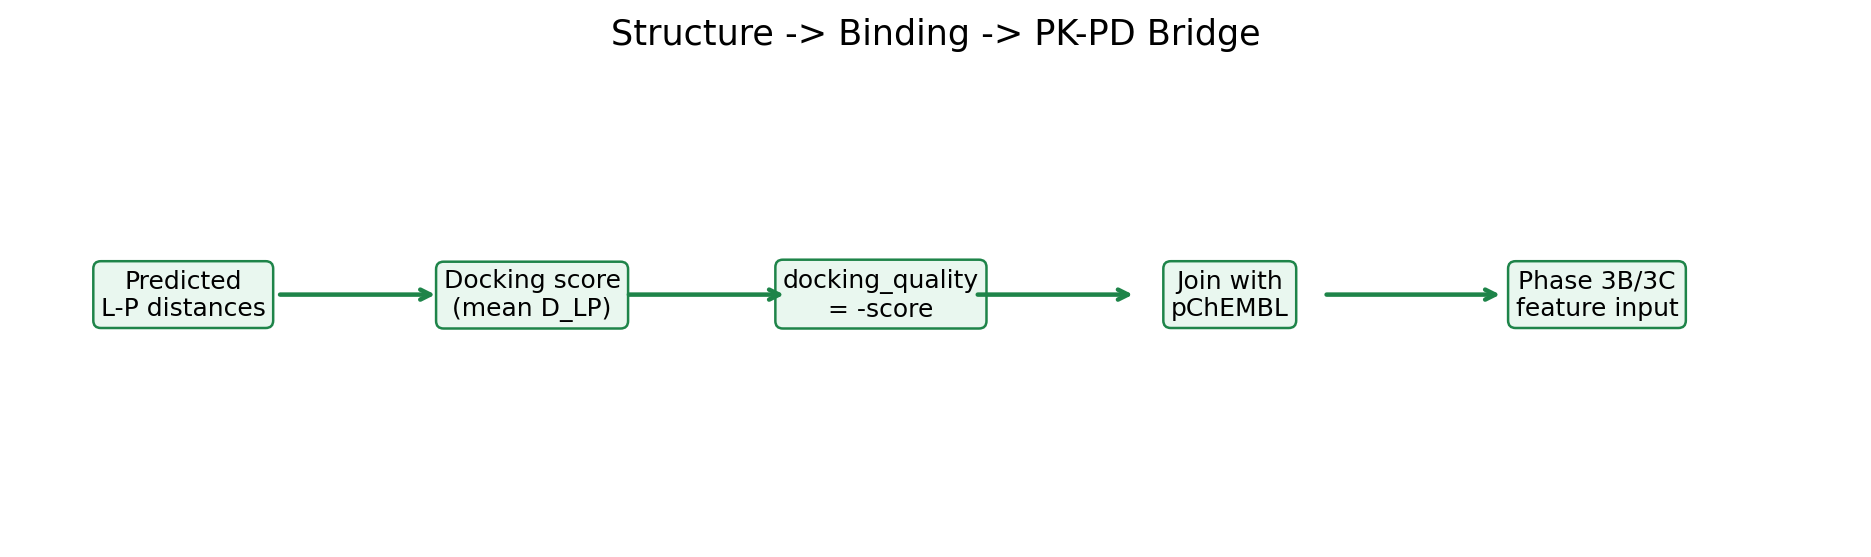 Structure -> Binding -> PK-PD Bridge
Predicted
L-P distances
Docking score
(mean D_LP)
docking_quality
= -score
Join with
pChEMBL
Phase 3B/3C
feature input